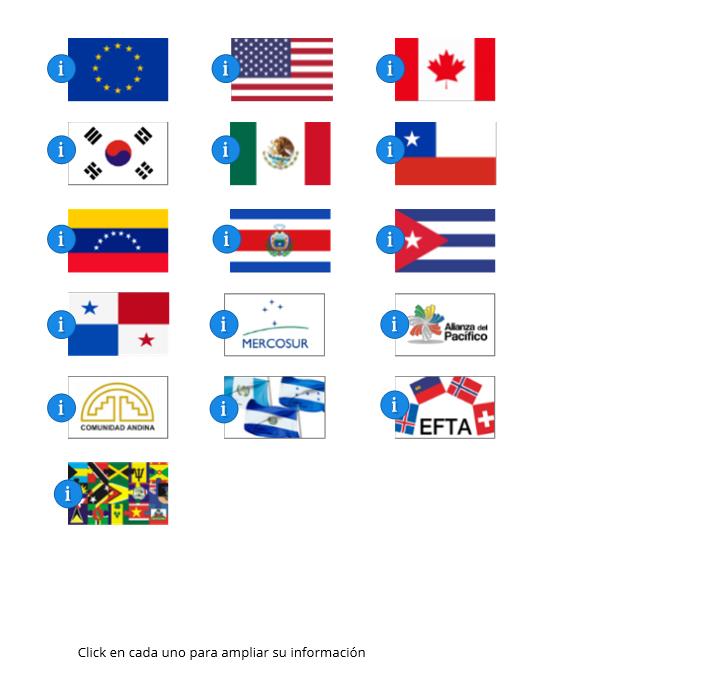 i
i
i
i
i
i
i
i
i
i
i MERCOSUR
i Alianza del
Pacífico
i COMUNIDAD ANDINA
i
i EFTA
i
Click en cada uno para ampliar su información